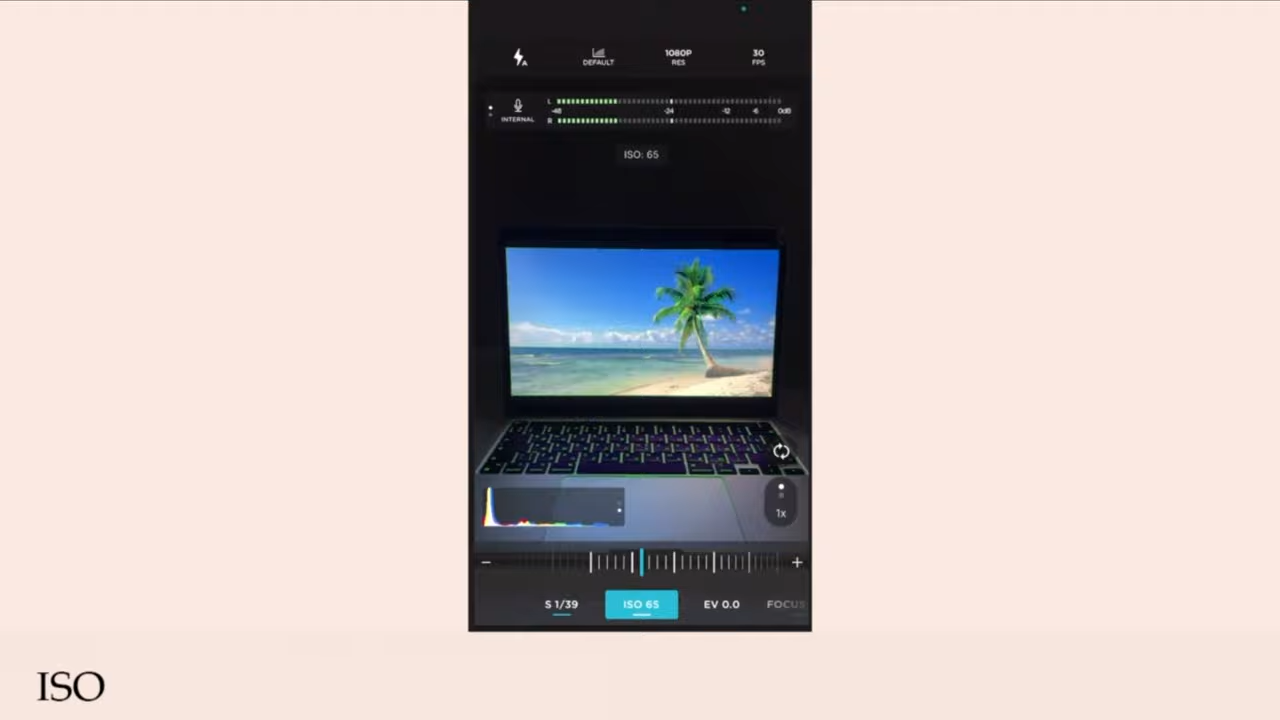 A
DEFAULT
1080P
RES
30
FPS
INTERNAL
L
R
-48 -24 -12 -6 0dB
ISO: 65
1x
S 1/39 ISO 65 EV 0.0 FOCUS
ISO